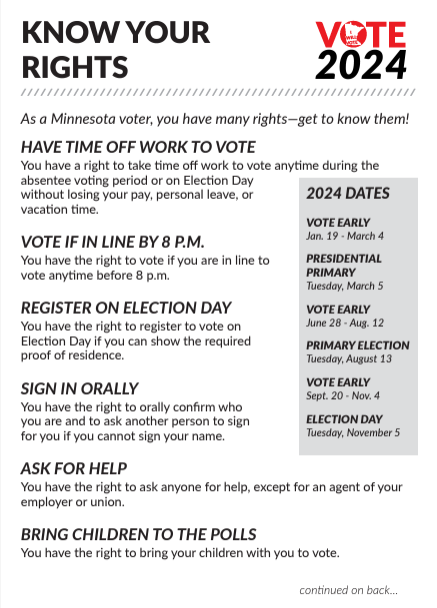 KNOW YOUR
RIGHTS
VOTE
2024
As a Minnesota voter, you have many rights—get to know them!
HAVE TIME OFF WORK TO VOTE
You have a right to take time off work to vote anytime during the
absentee voting period or on Election Day
without losing your pay, personal leave, or
vacation time.
VOTE IF IN LINE BY 8 P.M.
You have the right to vote if you are in line to
vote anytime before 8 p.m.
REGISTER ON ELECTION DAY
You have the right to register to vote on
Election Day if you can show the required
proof of residence.
SIGN IN ORALLY
You have the right to orally confirm who
you are and to ask another person to sign
for you if you cannot sign your name.
ASK FOR HELP
You have the right to ask anyone for help, except for an agent of your
employer or union.
BRING CHILDREN TO THE POLLS
You have the right to bring your children with you to vote.
2024 DATES
VOTE EARLY
Jan. 19 - March 4
PRESIDENTIAL
PRIMARY
Tuesday, March 5
VOTE EARLY
June 28 - Aug. 12
PRIMARY ELECTION
Tuesday, August 13
VOTE EARLY
Sept. 20 - Nov. 4
ELECTION DAY
Tuesday, November 5
continued on back...